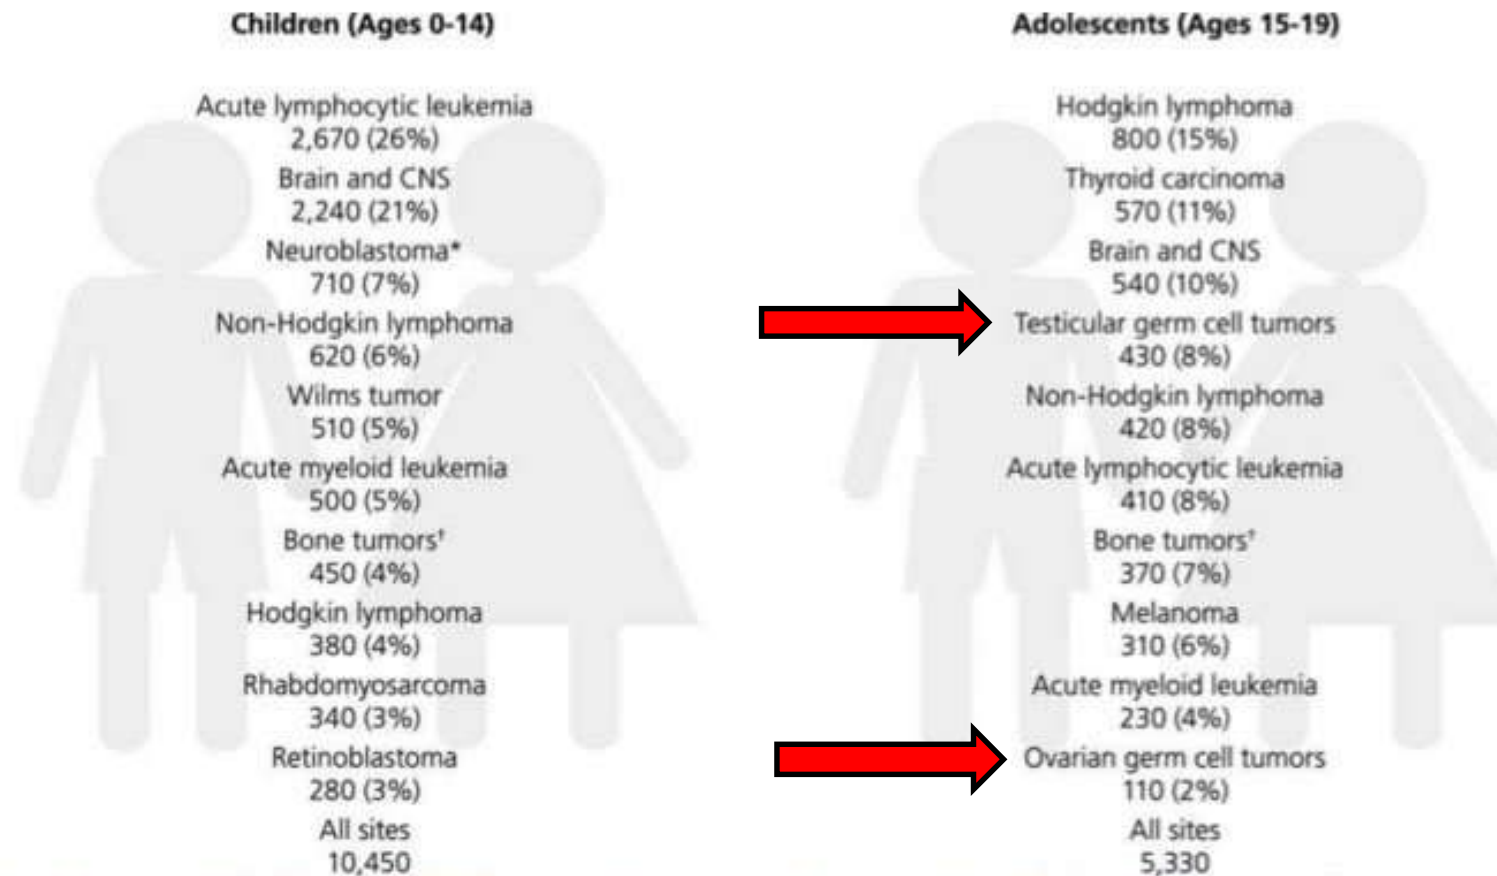 Children (Ages 0-14)
Acute lymphocytic leukemia
2,670 (26%)
Brain and CNS
2,240 (21%)
Neuroblastoma*
710 (7%)
Non-Hodgkin lymphoma
620 (6%)
Wilms tumor
510 (5%)
Acute myeloid leukemia
500 (5%)
Bone tumors†
450 (4%)
Hodgkin lymphoma
380 (4%)
Rhabdomyosarcoma
340 (3%)
Retinoblastoma
280 (3%)
All sites
10,450
Adolescents (Ages 15-19)
Hodgkin lymphoma
800 (15%)
Thyroid carcinoma
570 (11%)
Brain and CNS
540 (10%)
Testicular germ cell tumors
430 (8%)
Non-Hodgkin lymphoma
420 (8%)
Acute lymphocytic leukemia
410 (8%)
Bone tumors†
370 (7%)
Melanoma
310 (6%)
Acute myeloid leukemia
230 (4%)
Ovarian germ cell tumors
110 (2%)
All sites
5,330